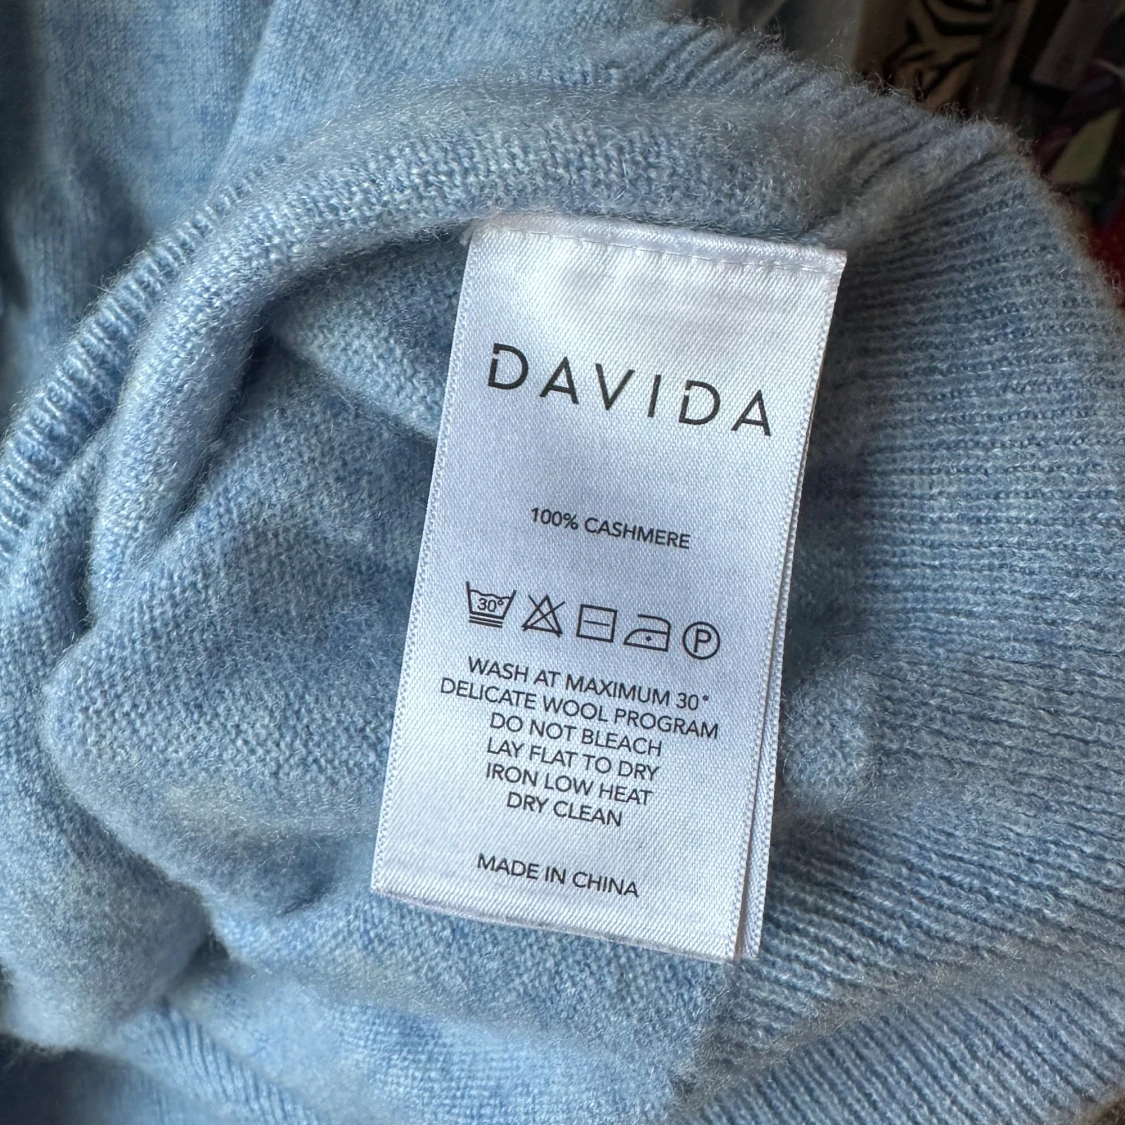 DAVIDA
100% CASHMERE
30° P
WASH AT MAXIMUM 30°
DELICATE WOOL PROGRAM
DO NOT BLEACH
LAY FLAT TO DRY
IRON LOW HEAT
DRY CLEAN
MADE IN CHINA